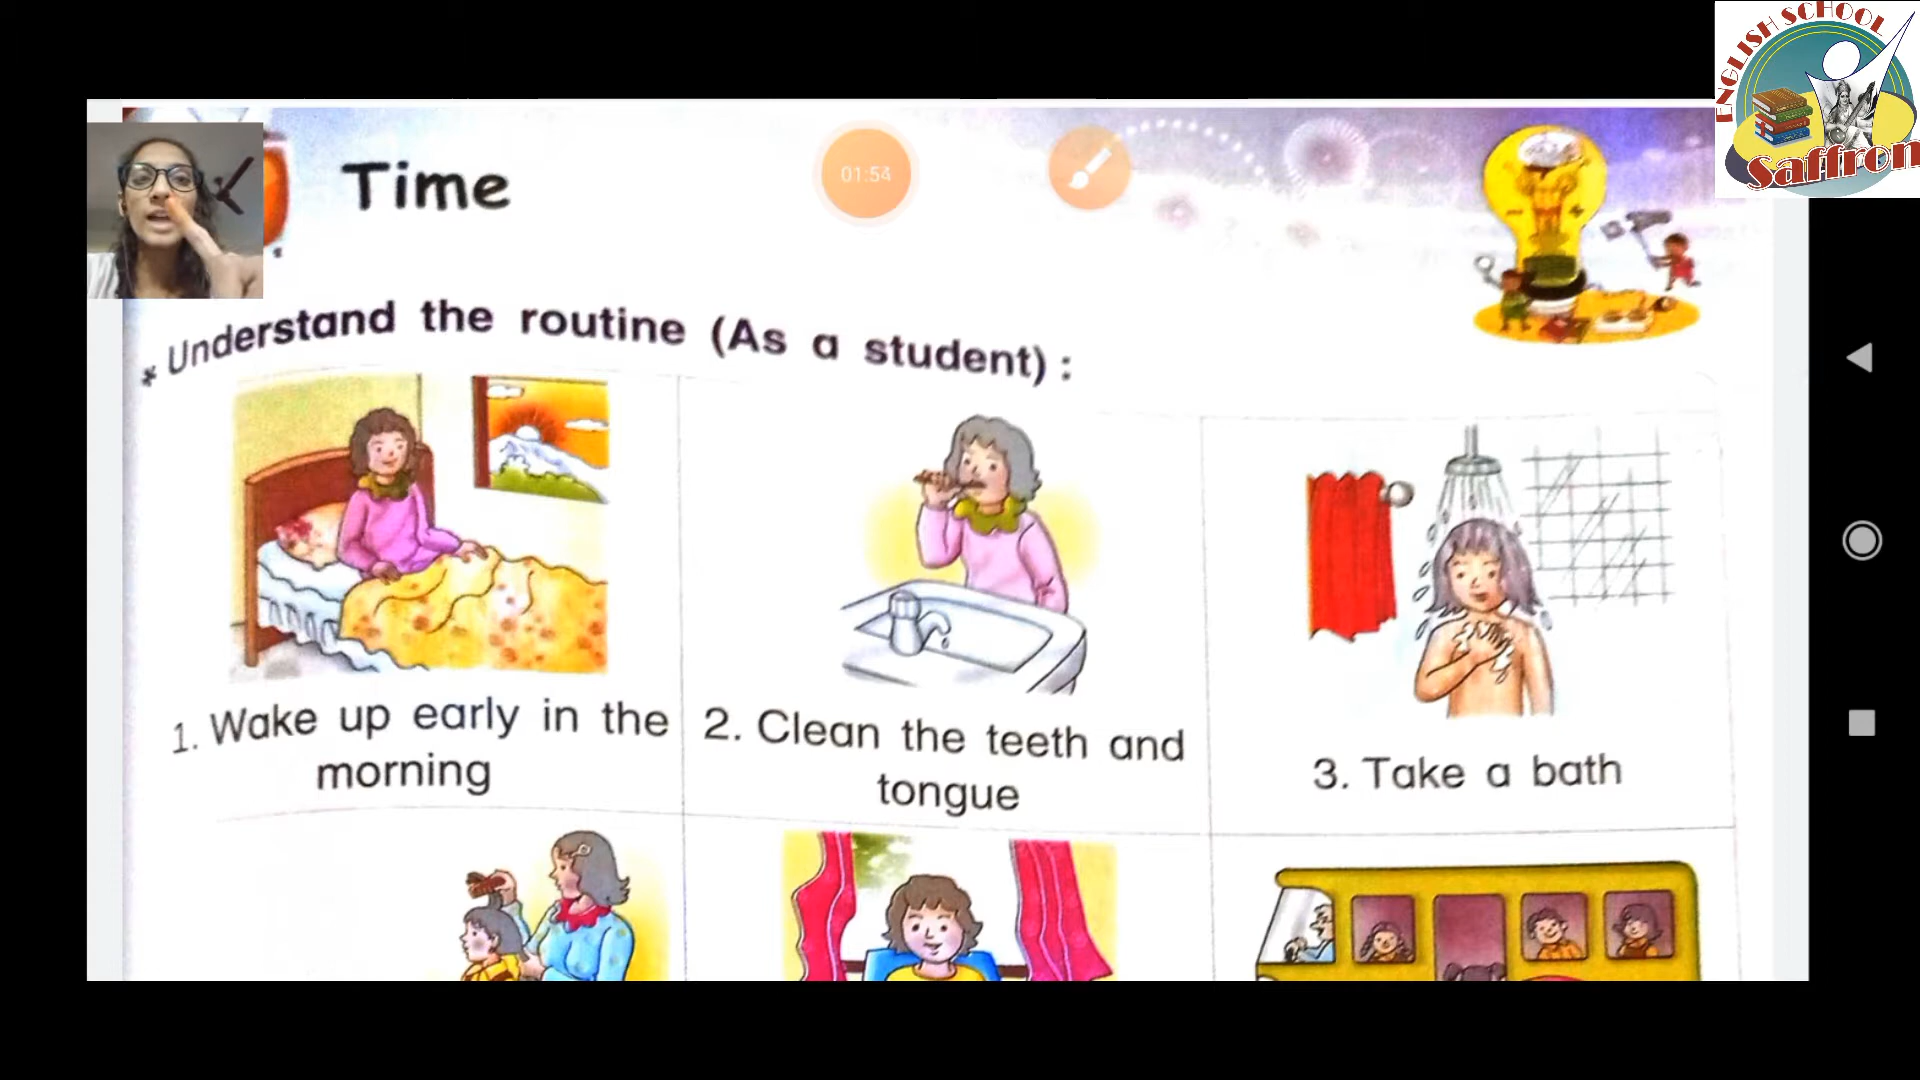 ENGLISH SCHOOL
Saffron
Time
01:54
* Understand the routine (As a student) :
1. Wake up early in the
morning
2. Clean the teeth and
tongue
3. Take a bath